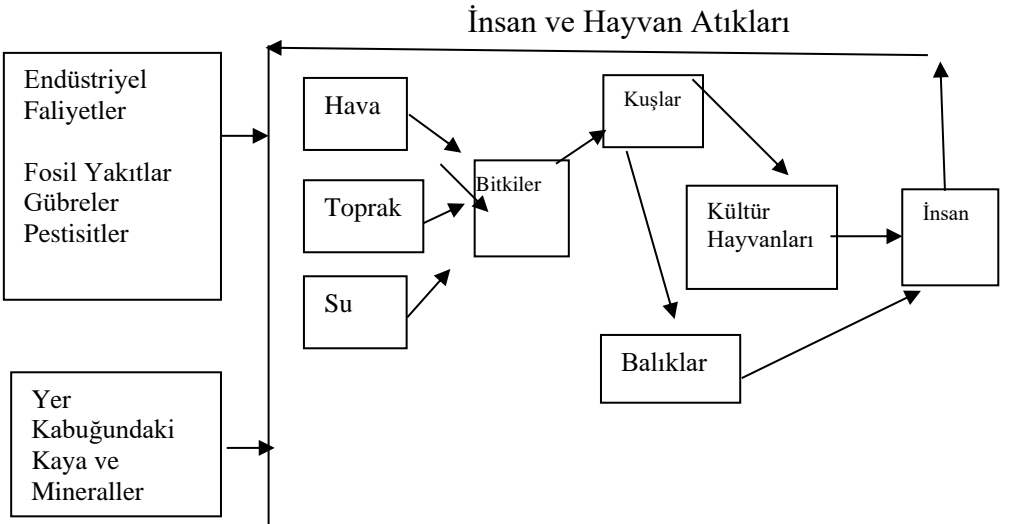 İnsan ve Hayvan Atıkları
Endüstriyel
Faliyetler
Fosil Yakıtlar
Gübreler
Pestisitler
Yer
Kabuğundaki
Kaya ve
Mineraller
Hava
Toprak
Su
Bitkiler
Kuşlar
Kültür
Hayvanları
Balıklar
İnsan